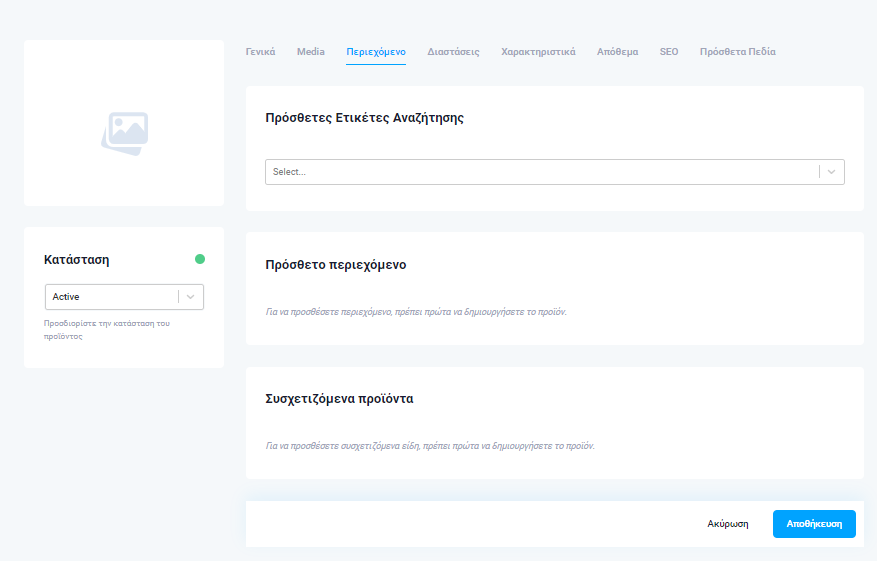 Γενικά Media Περιεχόμενο Διαστάσεις Χαρακτηριστικά Απόθεμα SEO Πρόσθετα Πεδία
Κατάσταση
Active
Προσδιορίστε την κατάσταση του
προϊόντος
Πρόσθετες Ετικέτες Αναζήτησης
Select...
Πρόσθετο περιεχόμενο
Για να προσθέσετε περιεχόμενο, πρέπει πρώτα να δημιουργήσετε το προϊόν.
Συσχετιζόμενα προϊόντα
Για να προσθέσετε συσχετιζόμενα είδη, πρέπει πρώτα να δημιουργήσετε το προϊόν.
Ακύρωση Αποθήκευση